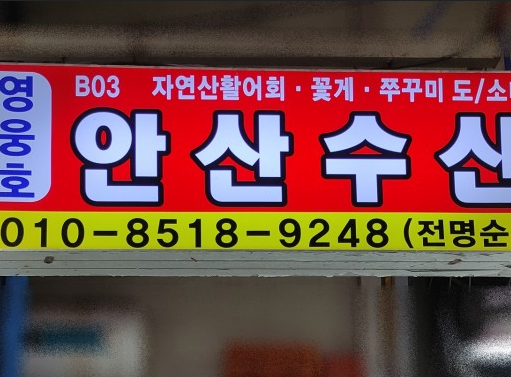 영웅호
B03 자연산활어회·꽃게·쭈꾸미 도/소
안산수산
010-8518-9248 (전명순